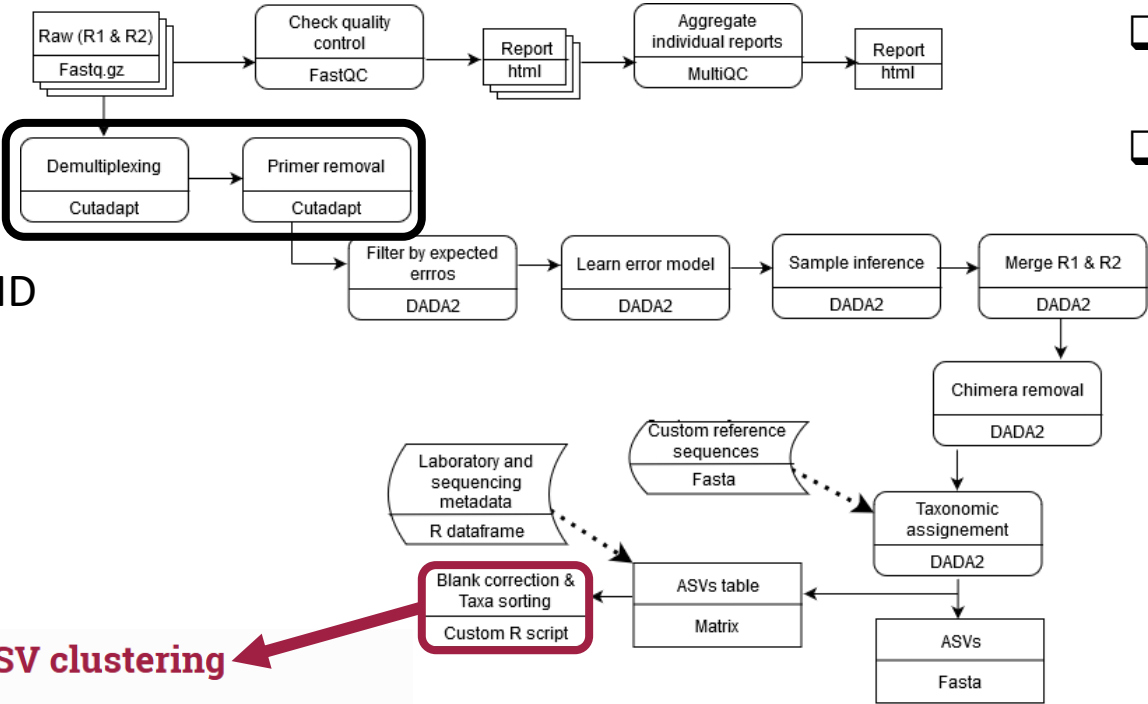 Raw (R1 & R2)
Fastq.gz
Check quality
control
FastQC
Report
html
Aggregate
individual reports
MultiQC
Report
html
Demultiplexing
Cutadapt
Primer removal
Cutadapt
ID
Filter by expected
errros
DADA2
Learn error model
DADA2
Sample inference
DADA2
Merge R1 & R2
DADA2
Chimera removal
DADA2
Custom reference
sequences
Fasta
Laboratory and
sequencing
metadata
R dataframe
Taxonomic
assignement
DADA2
Blank correction &
Taxa sorting
Custom R script
ASVs table
Matrix
ASVs
Fasta
SV clustering